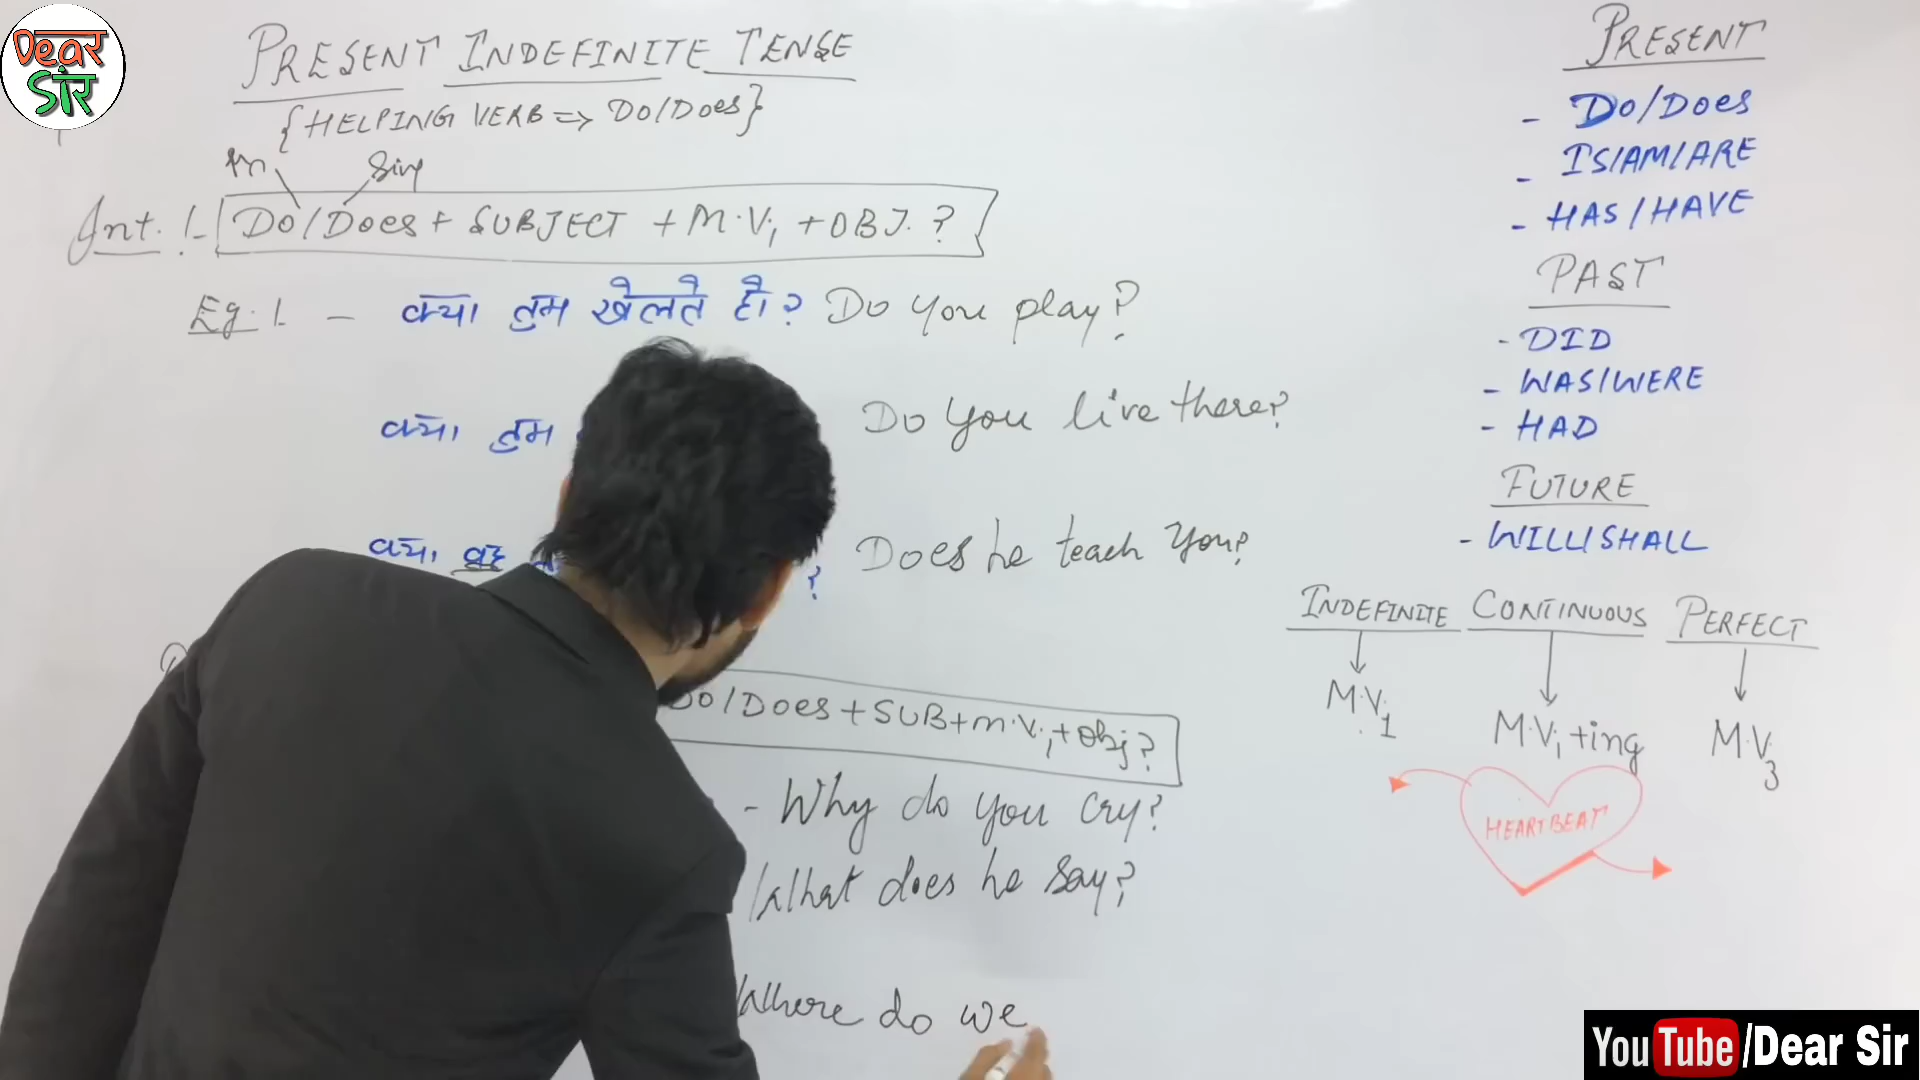 Dear
सर
PRESENT INDEFINITE TENSE
{HELPING VERB => DO/DOES}
Sing
Int. :- DO/DOES + SUBJECT + M.V₁ + OBJ. ?
Eg. 1. - क्या तुम खेलते हो? Do you play?
क्या तुम Do you live there?
क्या वह ? Does he teach you?
DO/DOES + SUB + M.V₁ + Obj?
- Why do you cry?
What does he say?
Where do we
PRESENT
- DO/DOES
- IS/AM/ARE
- HAS/HAVE
PAST
- DID
- WAS/WERE
- HAD
FUTURE
- WILL/SHALL
INDEFINITE CONTINUOUS PERFECT
M.V₁ M.V₁ +ing M.V₃
HEARTBEAT
YouTube/Dear Sir